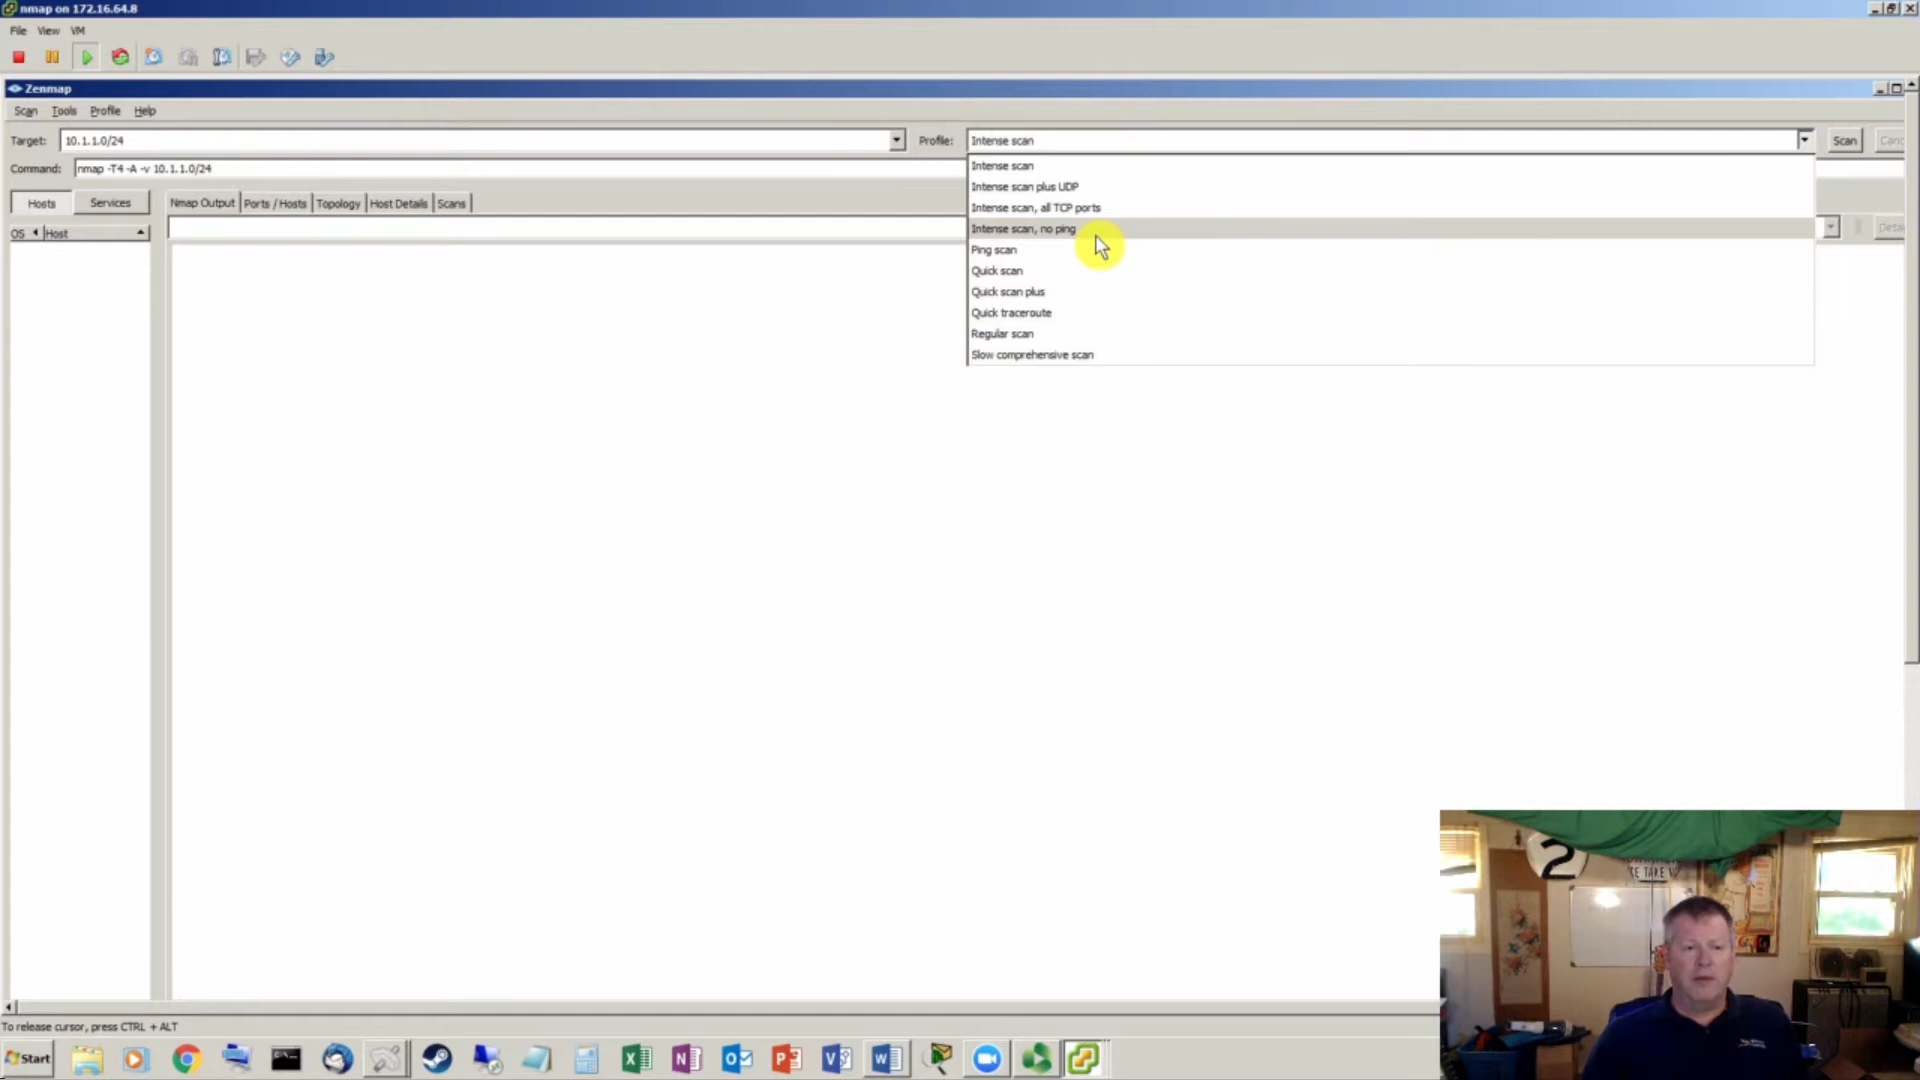 nmap on 172.16.64.8
File View VM
Zenmap
Scan Tools Profile Help
Target: 10.1.1.0/24 Profile: Intense scan Scan
Command: nmap -T4 -A -v 10.1.1.0/24
Intense scan
Intense scan plus UDP
Intense scan, all TCP ports
Intense scan, no ping
Ping scan
Quick scan
Quick scan plus
Quick traceroute
Regular scan
Slow comprehensive scan
Hosts Services Nmap Output Ports / Hosts Topology Host Details Scans
OS Host
2
To release cursor, press CTRL + ALT
Start